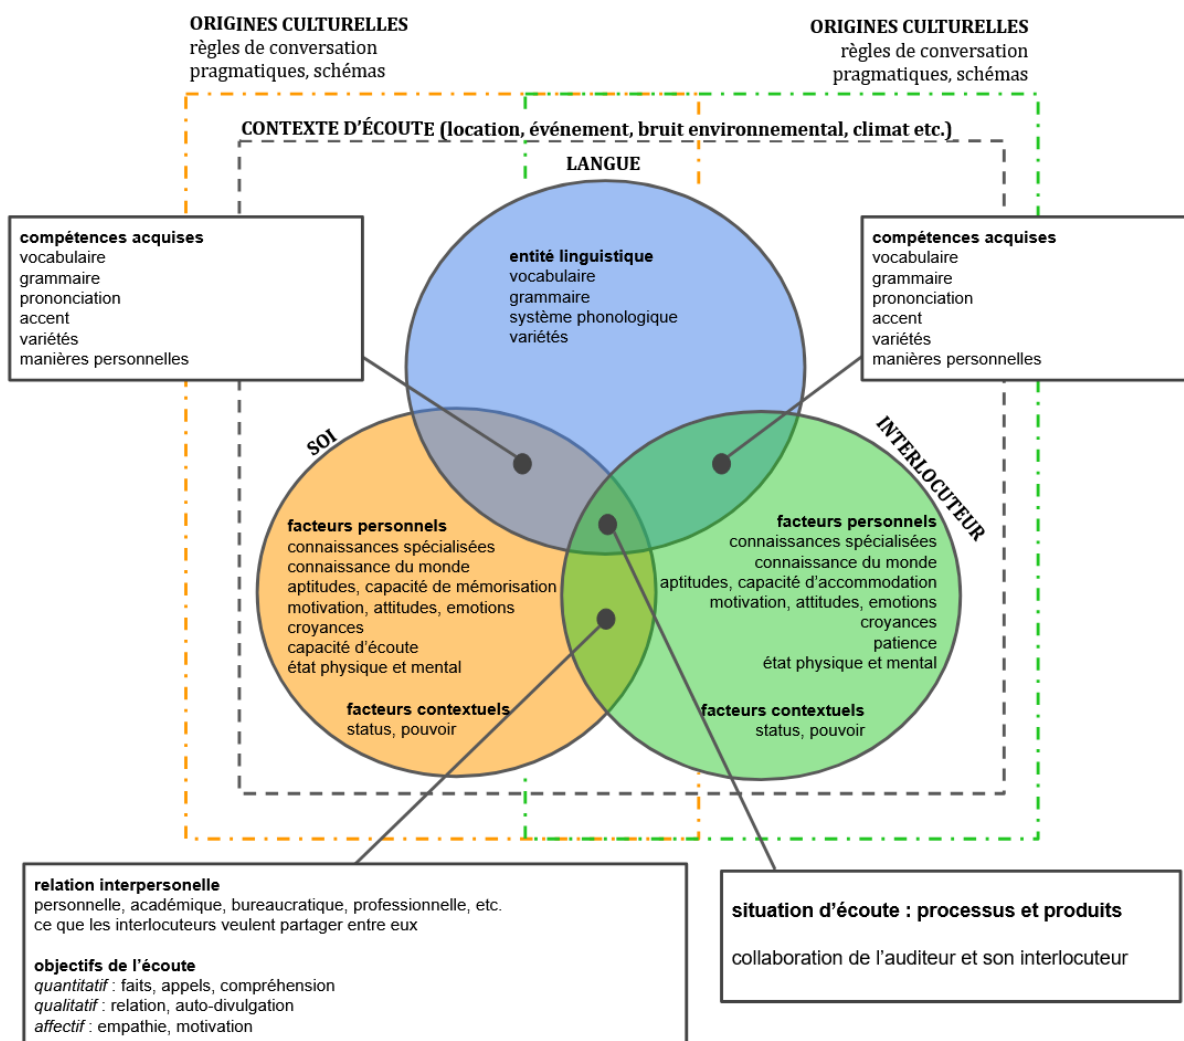 ORIGINES CULTURELLES
règles de conversation
pragmatiques, schémas
ORIGINES CULTURELLES
règles de conversation
pragmatiques, schémas
CONTEXTE D'ÉCOUTE (location, événement, bruit environnemental, climat etc.)
LANGUE
compétences acquises
vocabulaire
grammaire
prononciation
accent
variétés
manières personnelles
entité linguistique
vocabulaire
grammaire
système phonologique
variétés
compétences acquises
vocabulaire
grammaire
prononciation
accent
variétés
manières personnelles
SOI
facteurs personnels
connaissances spécialisées
connaissance du monde
aptitudes, capacité de mémorisation
motivation, attitudes, emotions
croyances
capacité d'écoute
état physique et mental
facteurs contextuels
status, pouvoir
INTERLOCUTEUR
facteurs personnels
connaissances spécialisées
connaissance du monde
aptitudes, capacité d'accommodation
motivation, attitudes, emotions
croyances
patience
état physique et mental
facteurs contextuels
status, pouvoir
relation interpersonelle
personnelle, académique, bureaucratique, professionnelle, etc.
ce que les interlocuteurs veulent partager entre eux
objectifs de l'écoute
quantitatif : faits, appels, compréhension
qualitatif : relation, auto-divulgation
affectif : empathie, motivation
situation d'écoute : processus et produits
collaboration de l'auditeur et son interlocuteur